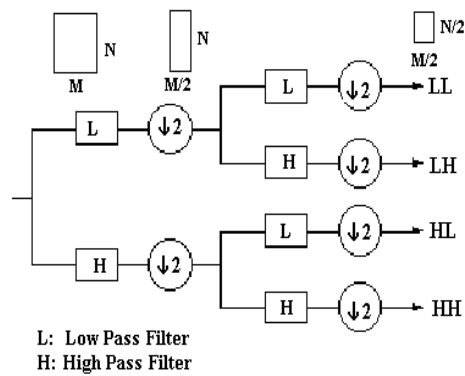 N
M
N
M/2
N/2
M/2
L
↓2
L
↓2
LL
H
↓2
LH
H
↓2
L
↓2
HL
H
↓2
HH
L: Low Pass Filter
H: High Pass Filter